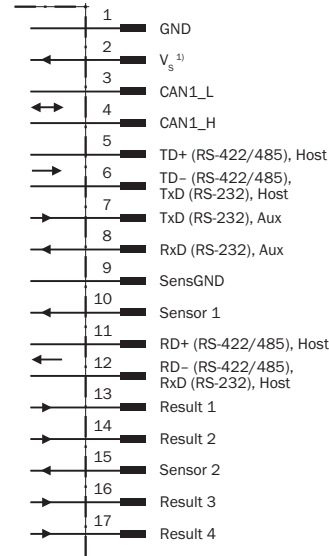 1 GND
2 Vs 1)
3 CAN1_L
4 CAN1_H
5 TD+ (RS-422/485), Host
6 TD– (RS-422/485),
TxD (RS-232), Host
7 TxD (RS-232), Aux
8 RxD (RS-232), Aux
9 SensGND
10 Sensor 1
11 RD+ (RS-422/485), Host
12 RD– (RS-422/485),
RxD (RS-232), Host
13 Result 1
14 Result 2
15 Sensor 2
16 Result 3
17 Result 4